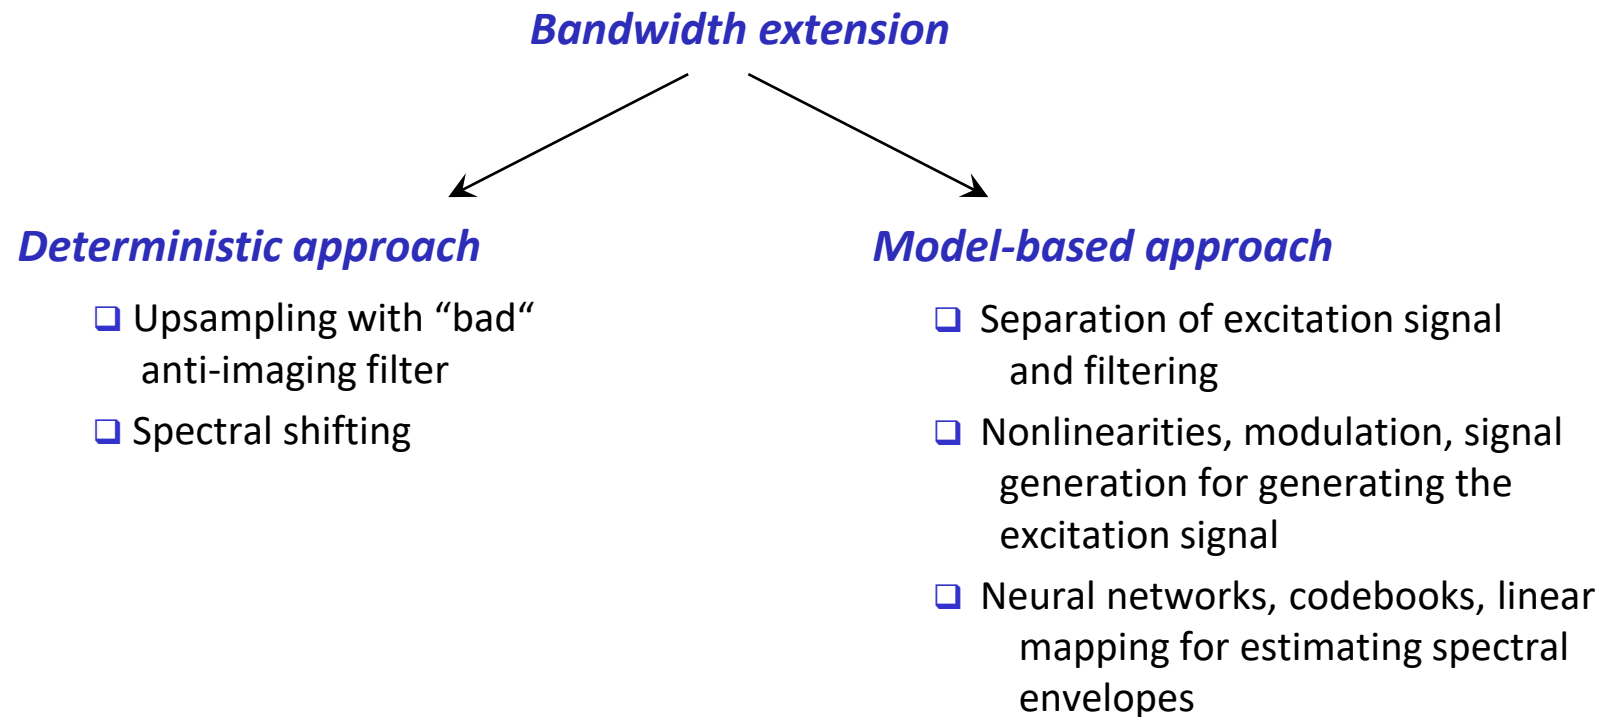 Bandwidth extension
Deterministic approach
❑ Upsampling with “bad“
anti-imaging filter
❑ Spectral shifting
Model-based approach
❑ Separation of excitation signal
and filtering
❑ Nonlinearities, modulation, signal
generation for generating the
excitation signal
❑ Neural networks, codebooks, linear
mapping for estimating spectral
envelopes